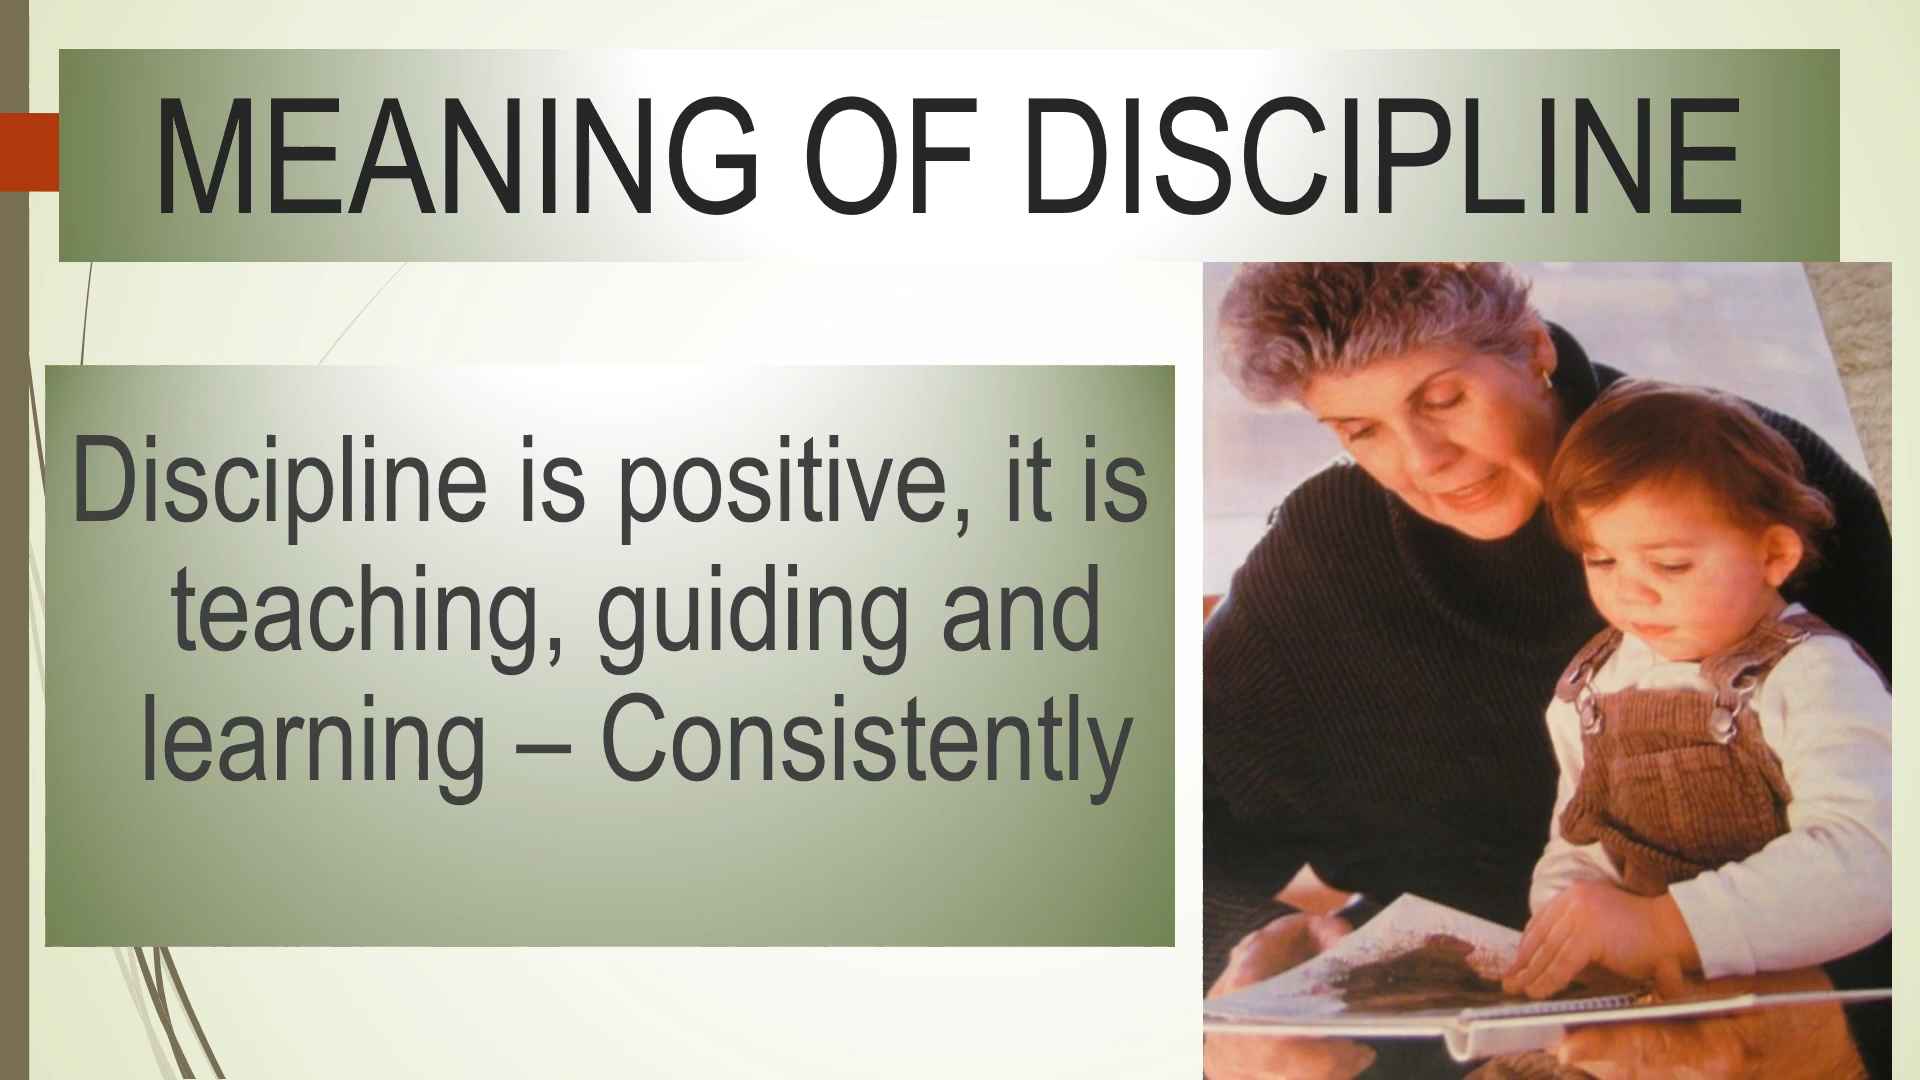 MEANING OF DISCIPLINE
Discipline is positive, it is
teaching, guiding and
learning – Consistently